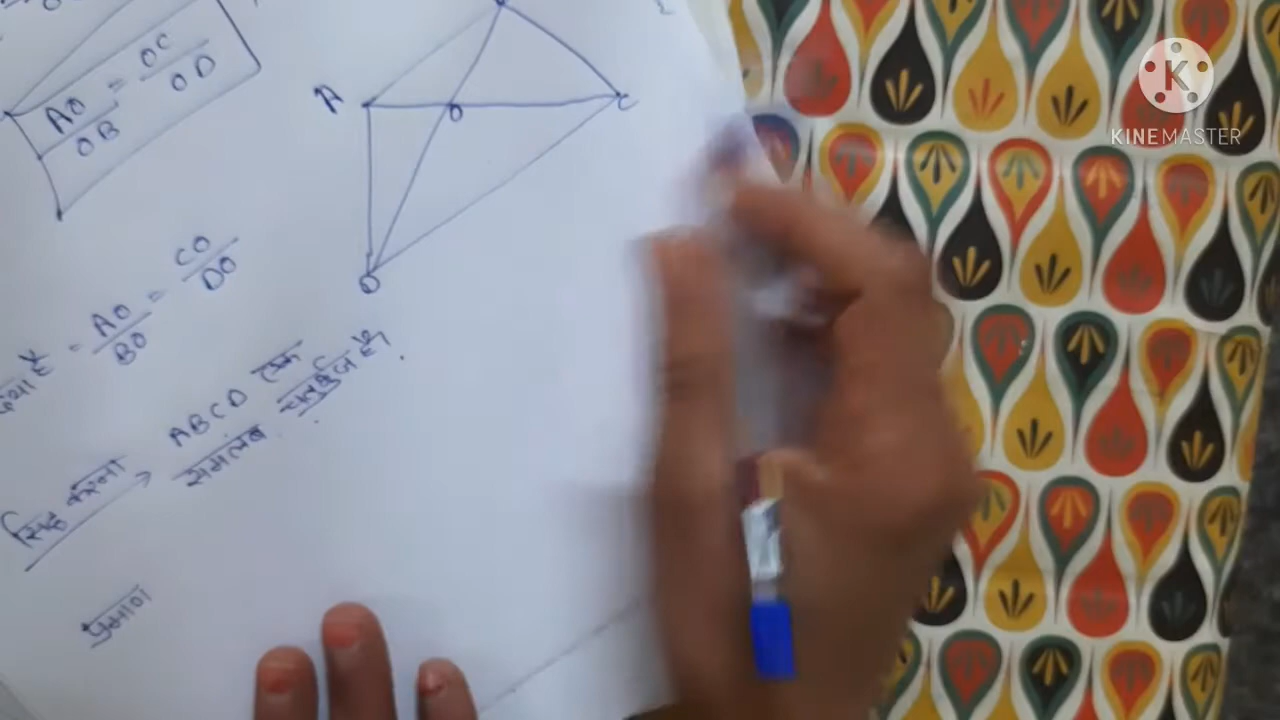 AO/OB = OC/OD
A
O
C
D
है = AO/BO = CO/DO
सिद्ध करना → ABCD एक
समलंब चतुर्भुज है.
प्रमाण
K
KINEMASTER